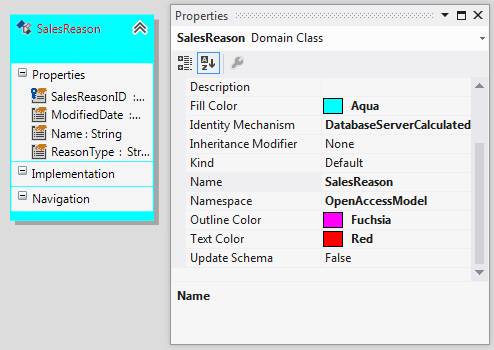 SalesReason
Properties
SalesReasonID :...
ModifiedDate :...
Name : String
ReasonType : Str...
Implementation
Navigation
Properties
SalesReason Domain Class
Description
Fill Color Aqua
Identity Mechanism DatabaseServerCalculated
Inheritance Modifier None
Kind Default
Name SalesReason
Namespace OpenAccessModel
Outline Color Fuchsia
Text Color Red
Update Schema False
Name